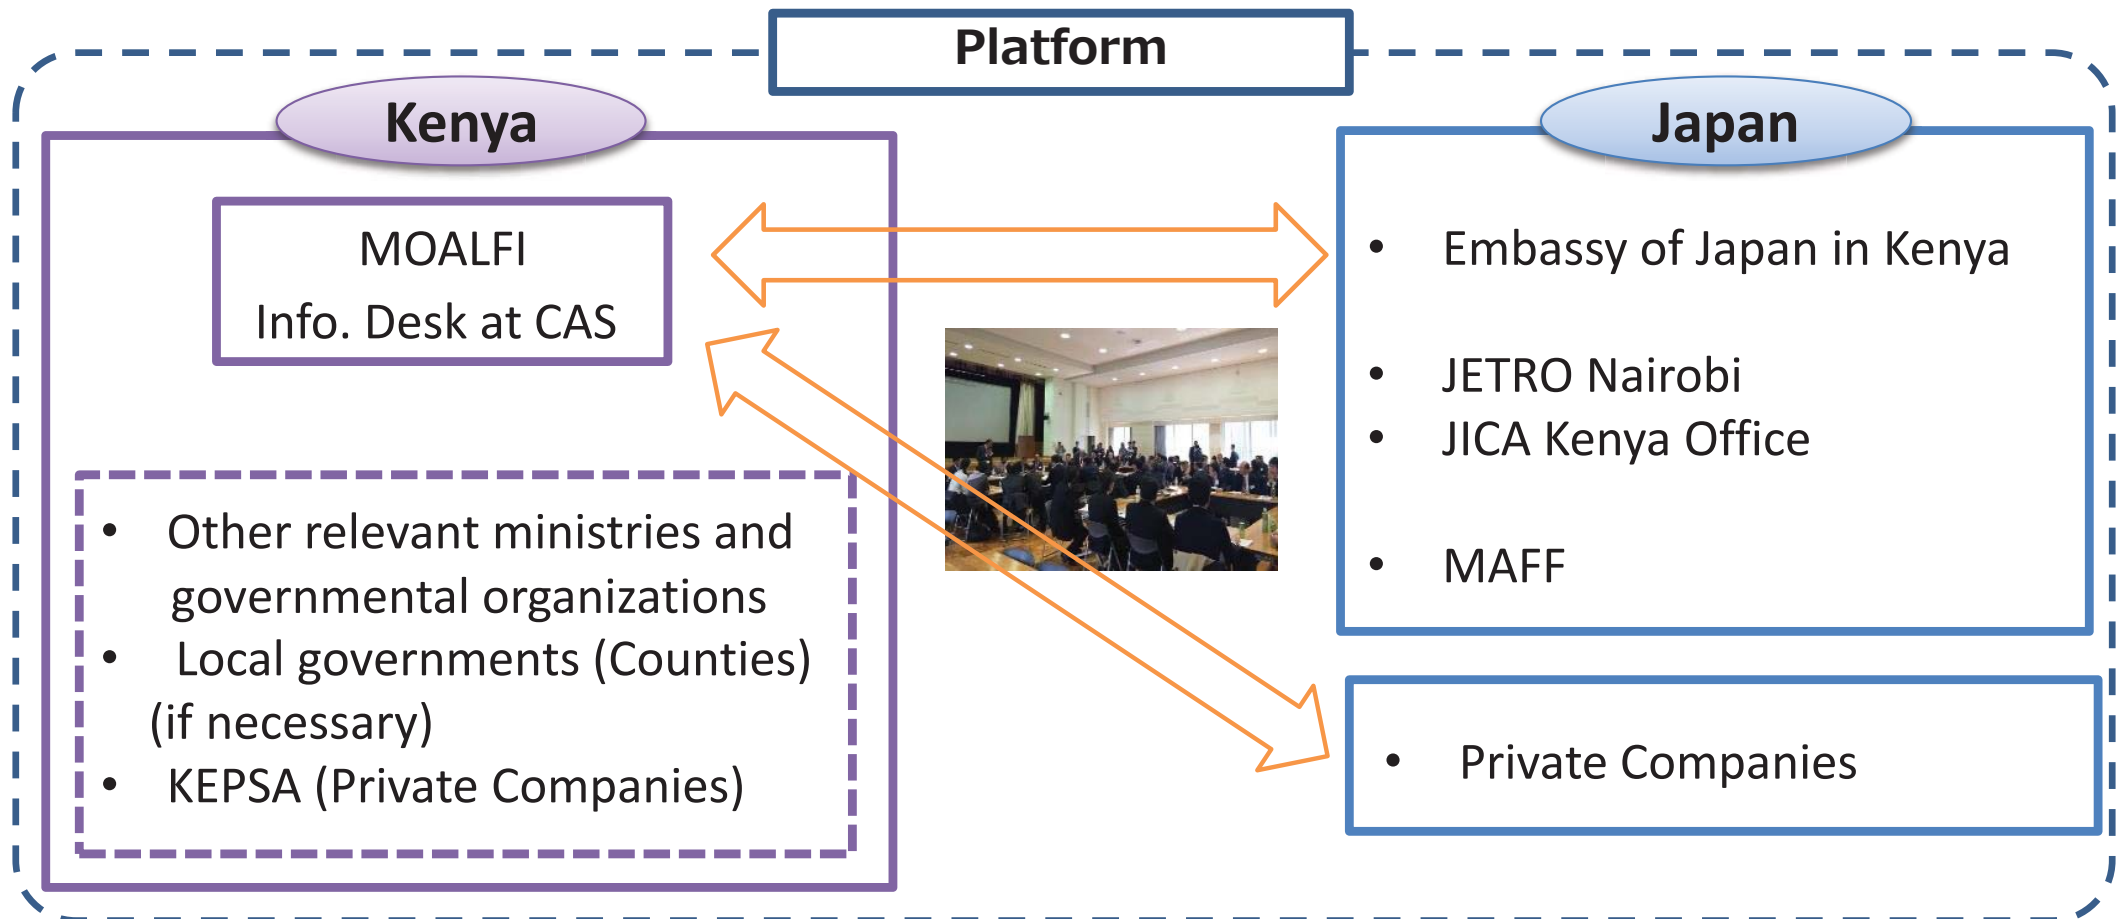 Platform
Kenya
MOALFI
Info. Desk at CAS
• Other relevant ministries and
governmental organizations
• Local governments (Counties)
(if necessary)
• KEPSA (Private Companies)
Japan
• Embassy of Japan in Kenya
• JETRO Nairobi
• JICA Kenya Office
• MAFF
• Private Companies